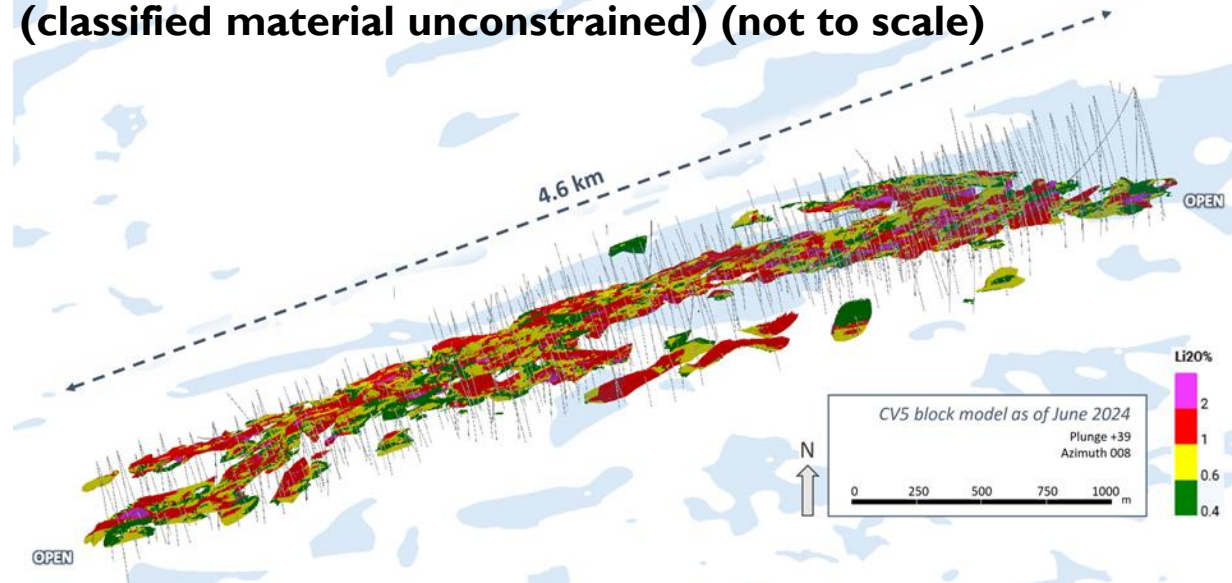 (classified material unconstrained) (not to scale)
4.6 km
OPEN
Li20%
2
1
0.6
0.4
CV5 block model as of June 2024
Plunge +39
Azimuth 008
N
0 250 500 750 1000 m
OPEN